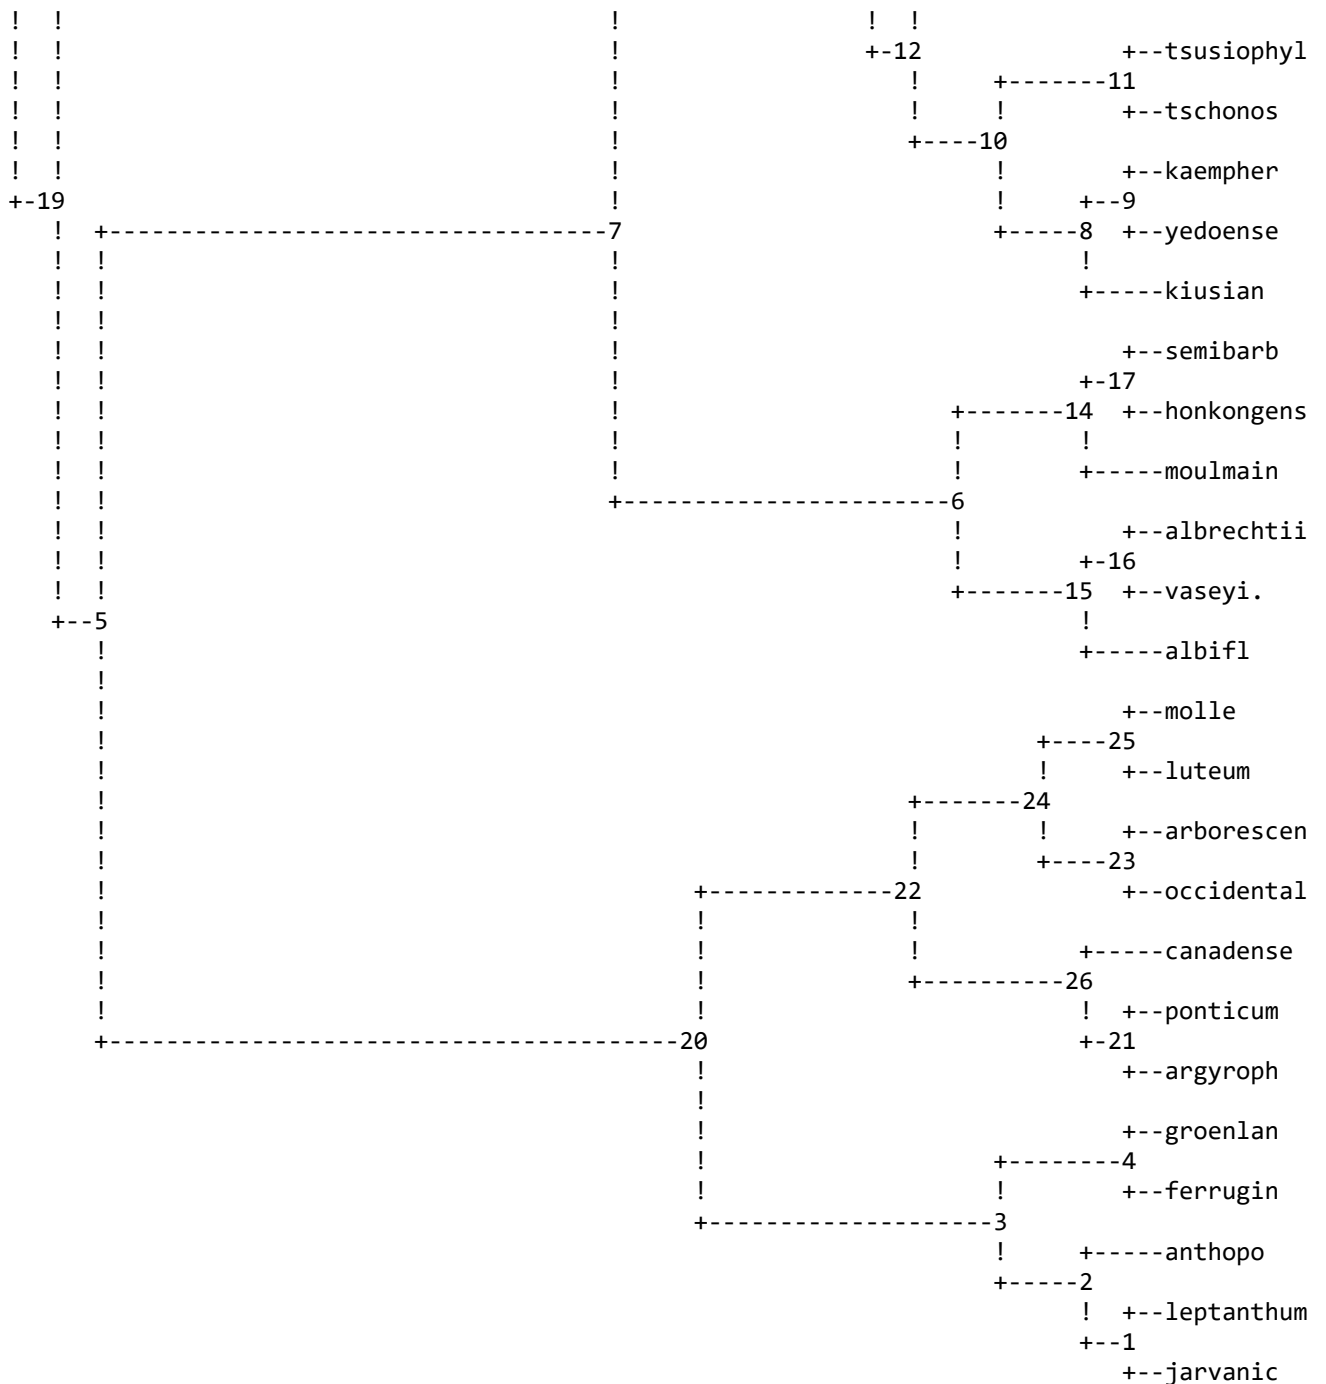 !  !                                      !                 !  !
!  !                                      !                 +-12              +--tsusiophyl
!  !                                      !                    !     +-------11
!  !                                      !                    !     !        +--tschonos
!  !                                      !                    +----10
!  !                                      !                          !        +--kaempher
+-19                                      !                          !     +--9
   !  +-----------------------------------7                          +-----8  +--yedoense
   !  !                                   !                                !
   !  !                                   !                                +-----kiusian
   !  !                                   !
   !  !                                   !                                   +--semibarb
   !  !                                   !                                +-17
   !  !                                   !                       +-------14  +--honkongens
   !  !                                   !                       !        !
   !  !                                   !                       !        +-----moulmain
   !  !                                   +-----------------------6
   !  !                                                           !           +--albrechtii
   !  !                                                           !        +-16
   !  !                                                           +-------15  +--vaseyi.
   +--5                                                                    !
      !                                                                    +-----albifl
      !
      !                                                                       +--molle
      !                                                                 +----25
      !                                                                 !     +--luteum
      !                                                        +-------24
      !                                                        !        !     +--arborescen
      !                                                        !        +----23
      !                                         +-------------22              +--occidental
      !                                         !              !
      !                                         !              !           +-----canadense
      !                                         !              +----------26
      !                                         !                          !  +--ponticum
      +----------------------------------------20                          +-21
                                                !                             +--argyroph
                                                !
                                                !                             +--groenlan
                                                !                    +--------4
                                                !                    !        +--ferrugin
                                                +--------------------3
                                                                     !     +-----anthopo
                                                                     +-----2
                                                                           !  +--leptanthum
                                                                           +--1
                                                                              +--jarvanic